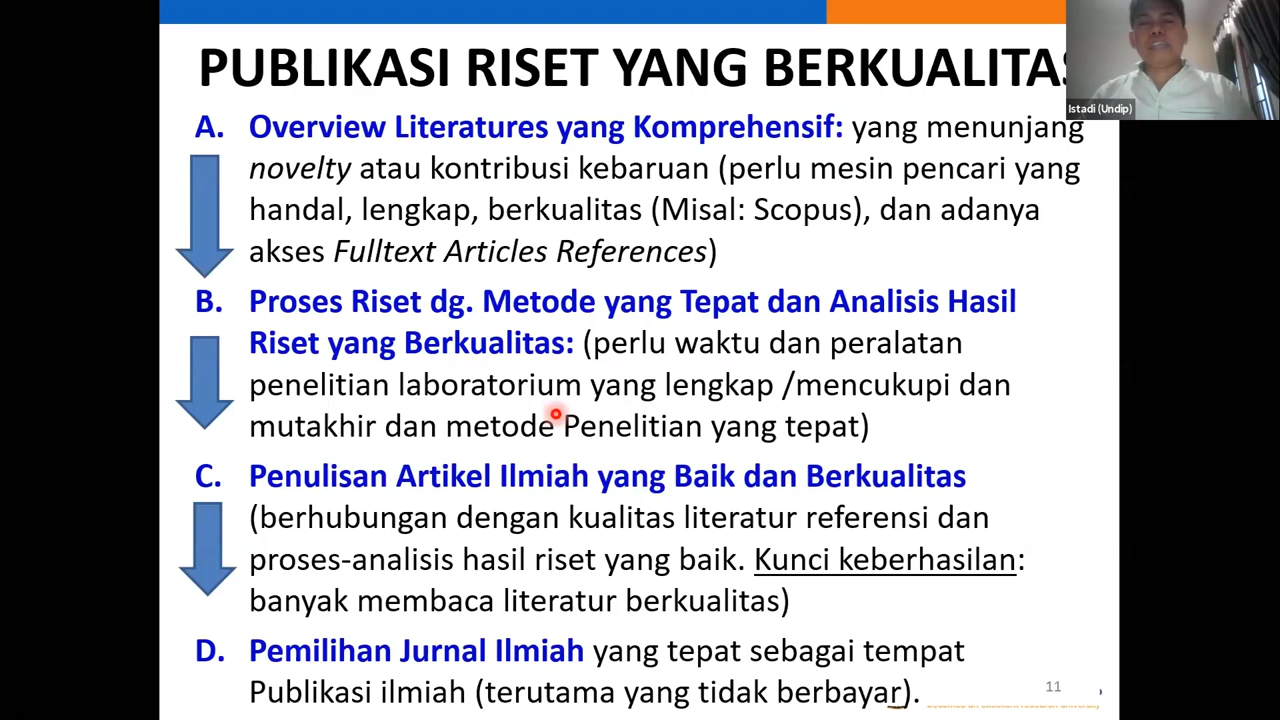 PUBLIKASI RISET YANG BERKUALITAS
Istadi (Undip)
A. Overview Literatures yang Komprehensif: yang menunjang
novelty atau kontribusi kebaruan (perlu mesin pencari yang
handal, lengkap, berkualitas (Misal: Scopus), dan adanya
akses Fulltext Articles References)
B. Proses Riset dg. Metode yang Tepat dan Analisis Hasil
Riset yang Berkualitas: (perlu waktu dan peralatan
penelitian laboratorium yang lengkap /mencukupi dan
mutakhir dan metode Penelitian yang tepat)
C. Penulisan Artikel Ilmiah yang Baik dan Berkualitas
(berhubungan dengan kualitas literatur referensi dan
proses-analisis hasil riset yang baik. Kunci keberhasilan:
banyak membaca literatur berkualitas)
D. Pemilihan Jurnal Ilmiah yang tepat sebagai tempat
Publikasi ilmiah (terutama yang tidak berbayar).
11